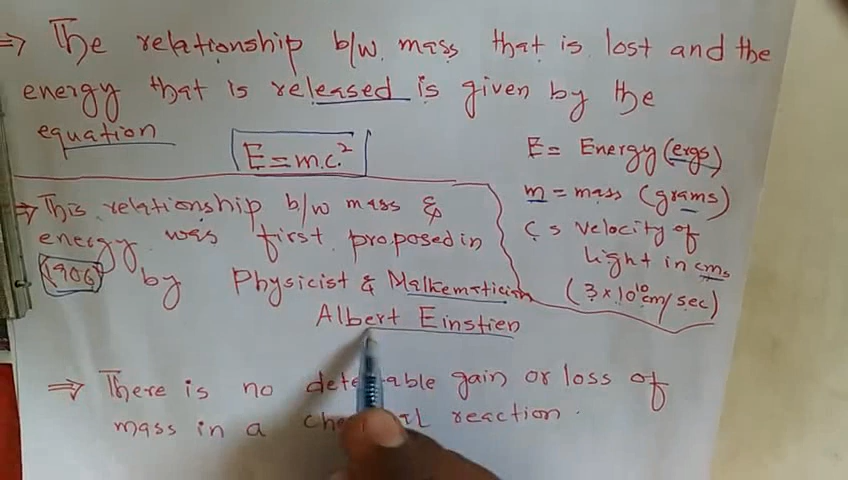 ⇒ The relationship b/w mass that is lost and the
energy that is released is given by the
equation
E = m.c.²
E = Energy (ergs)
m = mass (grams)
C = velocity of
light in cms
(3 × 10¹⁰ cm/sec)
⇒ This relationship b/w mass &
energy was first proposed in
1906 by Physicist & Mathematician
Albert Einstien
⇒ There is no able gain or loss of
mass in a reaction.